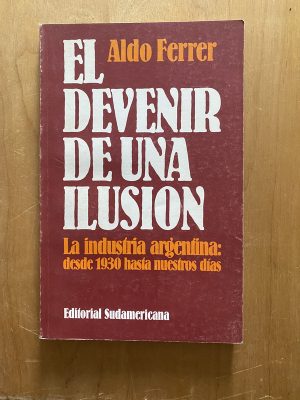 EL Aldo Ferrer
DEVENIR
DE UNA
ILUSION
La industria argentina:
desde 1930 hasta nuestros días
Editorial Sudamericana